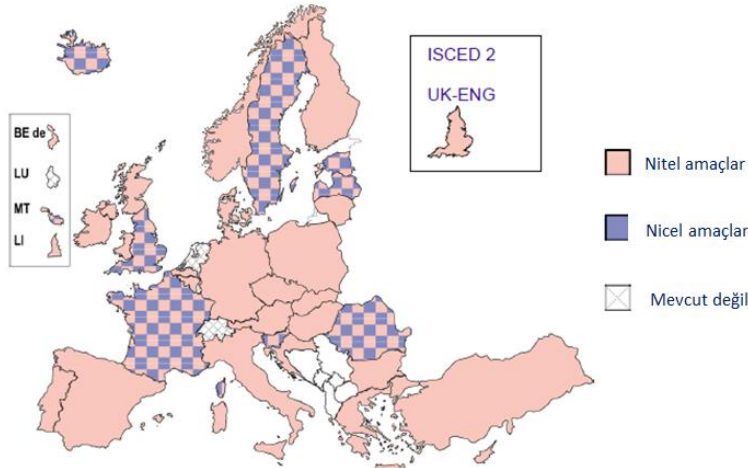 ISCED 2
UK-ENG
BE de
LU
MT
LI
Nitel amaçlar
Nicel amaçlar
Mevcut değil